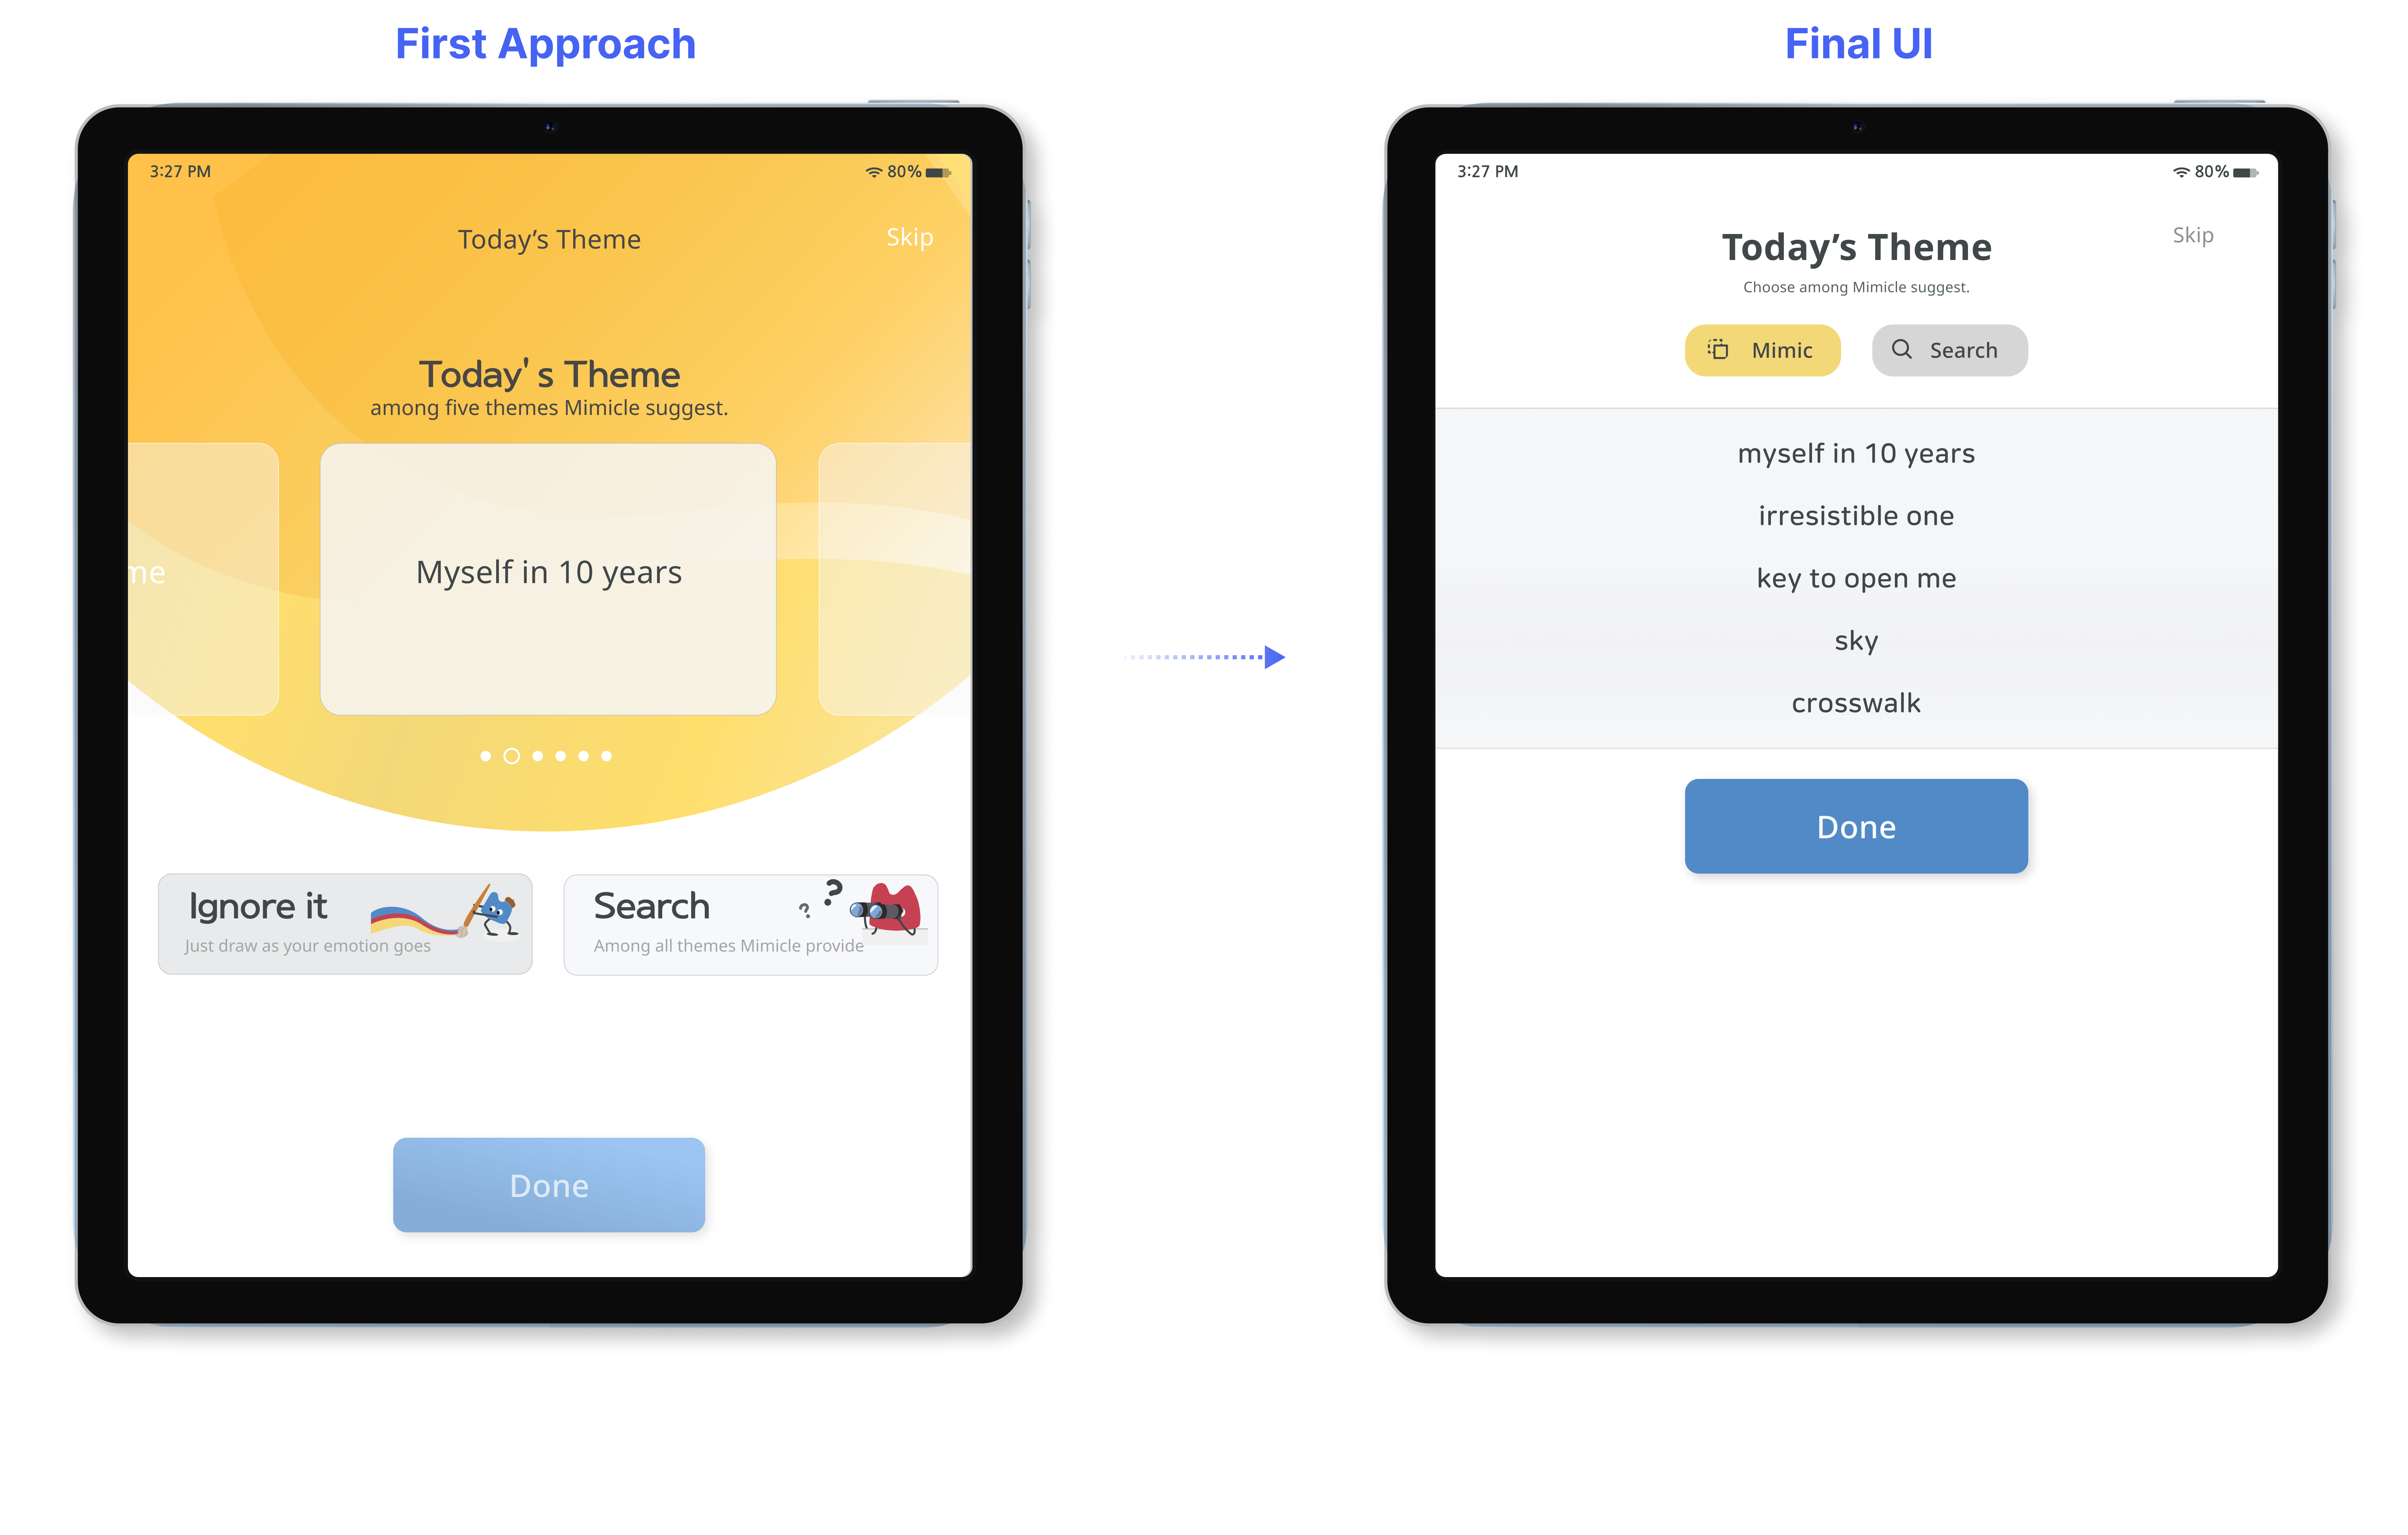 First Approach
3:27 PM
80%
Today’s Theme
Skip
Today' s Theme
among five themes Mimicle suggest.
me
Myself in 10 years
Ignore it
Just draw as your emotion goes
? ?
Search
Among all themes Mimicle provide
Done
Final UI
3:27 PM
80%
Today’s Theme
Skip
Choose among Mimicle suggest.
Mimic
Search
myself in 10 years
irresistible one
key to open me
sky
crosswalk
Done